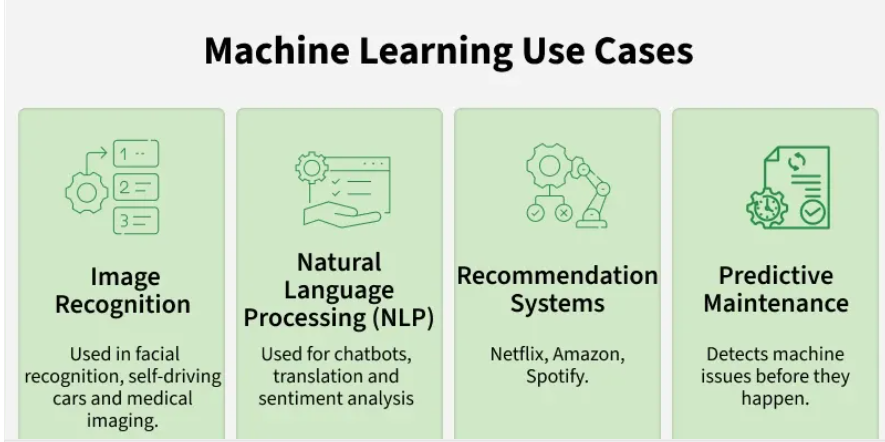 Machine Learning Use Cases
1
2
3
Image
Recognition
Used in facial
recognition, self-driving
cars and medical
imaging.
Natural
Language
Processing (NLP)
Used for chatbots,
translation and
sentiment analysis
Recommendation
Systems
Netflix, Amazon,
Spotify.
Predictive
Maintenance
Detects machine
issues before they
happen.